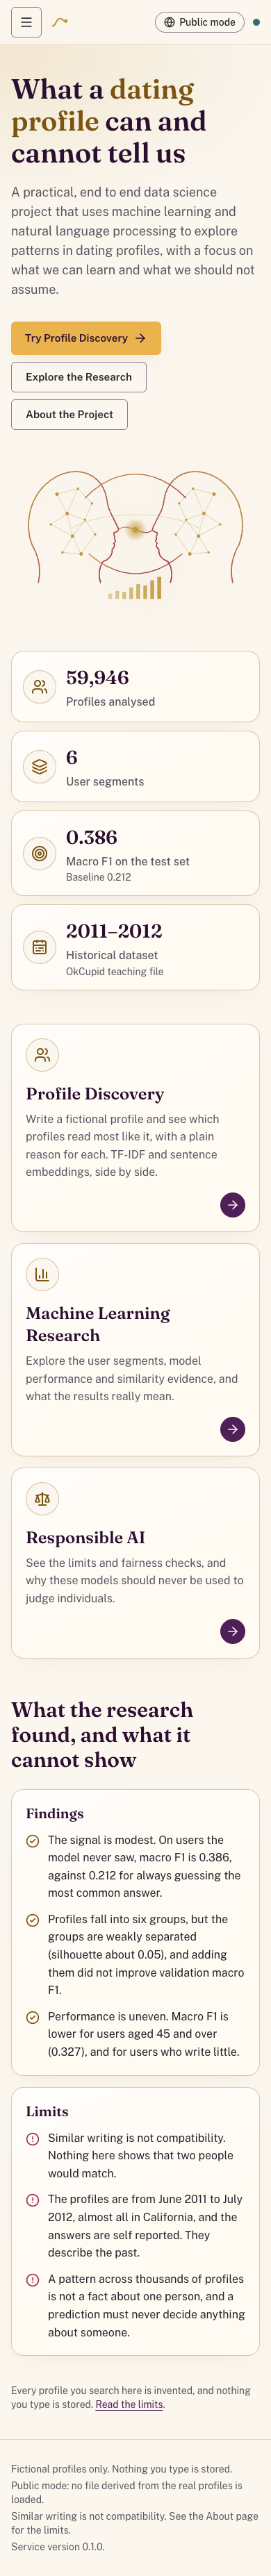 Public mode
What a dating
profile can and
cannot tell us
A practical, end to end data science
project that uses machine learning and
natural language processing to explore
patterns in dating profiles, with a focus on
what we can learn and what we should not
assume.
Try Profile Discovery
Explore the Research
About the Project
59,946
Profiles analysed
6
User segments
0.386
Macro F1 on the test set
Baseline 0.212
2011–2012
Historical dataset
OkCupid teaching file
Profile Discovery
Write a fictional profile and see which
profiles read most like it, with a plain
reason for each. TF-IDF and sentence
embeddings, side by side.
Machine Learning
Research
Explore the user segments, model
performance and similarity evidence, and
what the results really mean.
Responsible AI
See the limits and fairness checks, and
why these models should never be used to
judge individuals.
What the research
found, and what it
cannot show
Findings
The signal is modest. On users the
model never saw, macro F1 is 0.386,
against 0.212 for always guessing the
most common answer.
Profiles fall into six groups, but the
groups are weakly separated
(silhouette about 0.05), and adding
them did not improve validation macro
F1.
Performance is uneven. Macro F1 is
lower for users aged 45 and over
(0.327), and for users who write little.
Limits
Similar writing is not compatibility.
Nothing here shows that two people
would match.
The profiles are from June 2011 to July
2012, almost all in California, and the
answers are self reported. They
describe the past.
A pattern across thousands of profiles
is not a fact about one person, and a
prediction must never decide anything
about someone.
Every profile you search here is invented, and nothing
you type is stored. Read the limits.
Fictional profiles only. Nothing you type is stored.
Public mode: no file derived from the real profiles is
loaded.
Similar writing is not compatibility. See the About page
for the limits.
Service version 0.1.0.